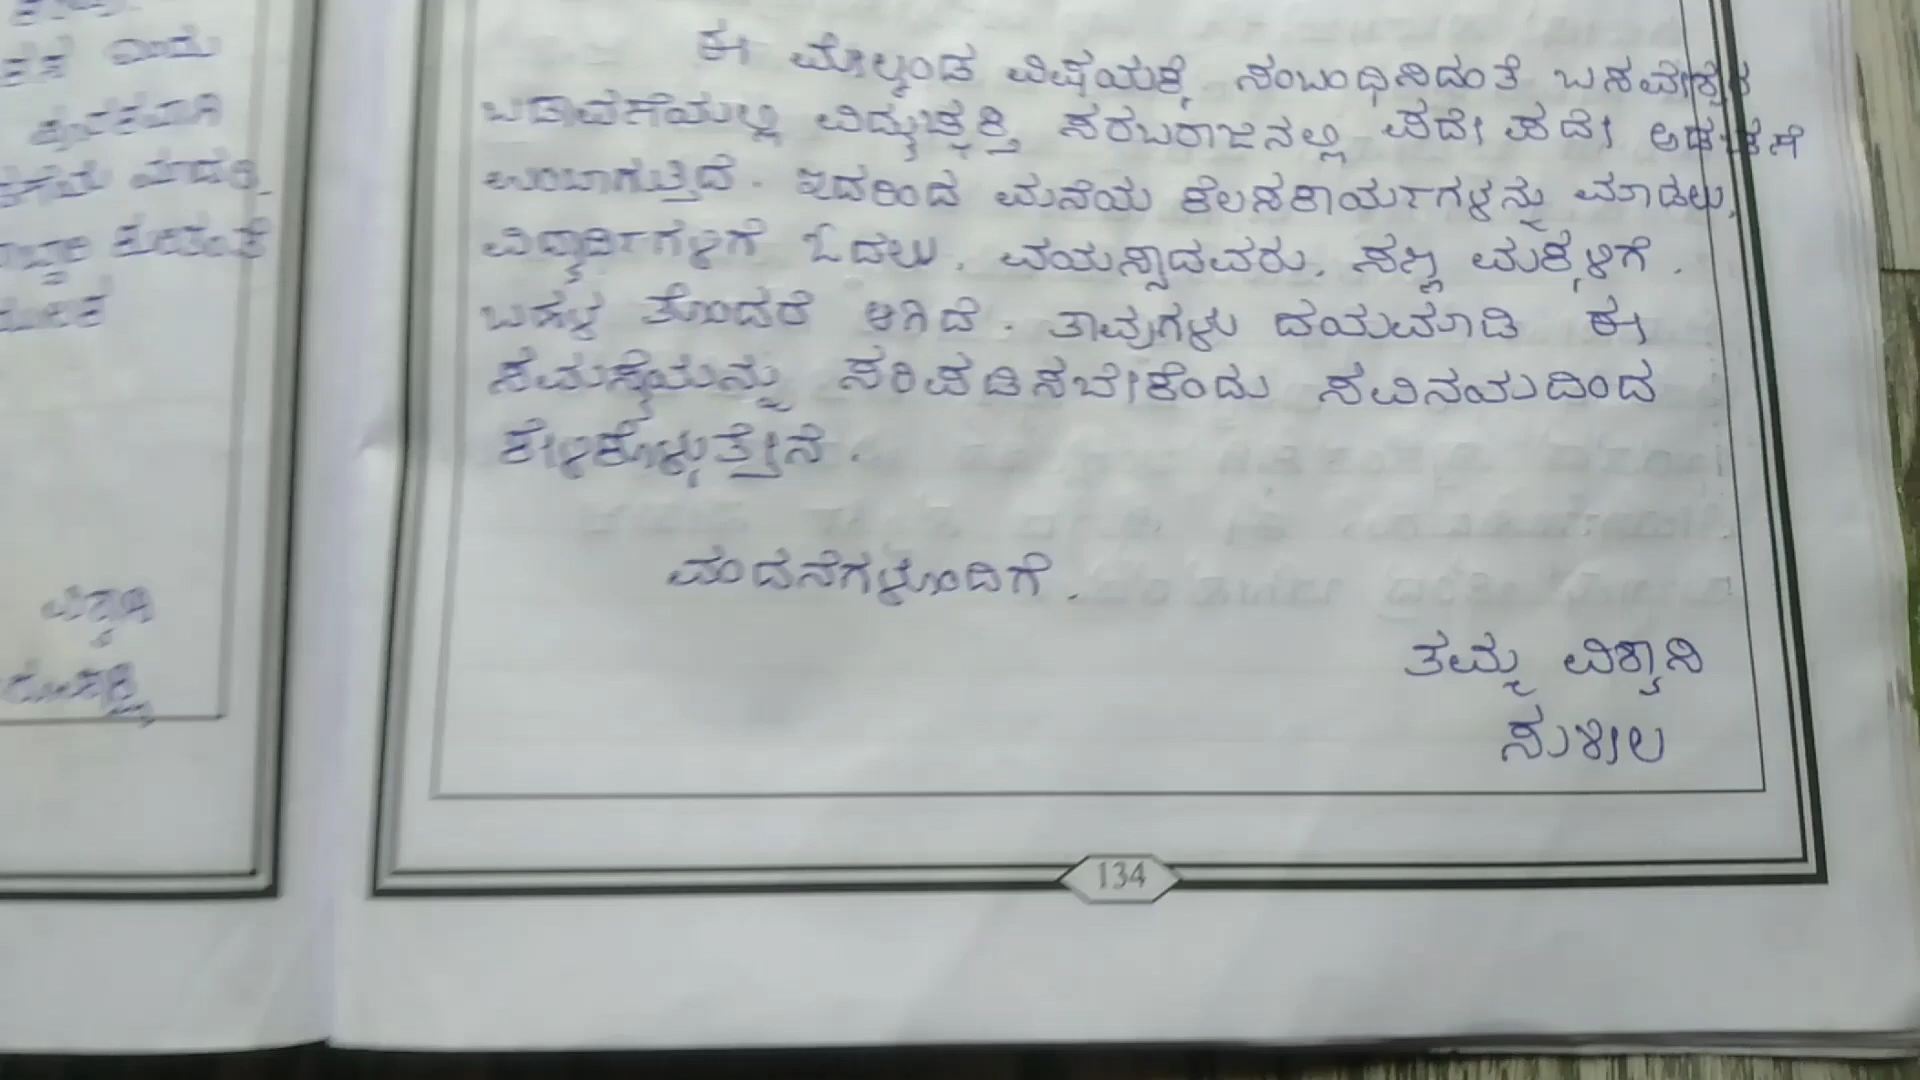 ಈ ಮೇಲ್ಕಂಡ ವಿಷಯಕ್ಕೆ ಸಂಬಂಧಿಸಿದಂತೆ ಬಸವೇಶ್ವರ
ಬಡಾವಣೆಯಲ್ಲಿ ವಿದ್ಯುಚ್ಛಕ್ತಿ ಸರಬರಾಜನಲ್ಲಿ ಪದೇ ಪದೇ ಅಡಚಣೆ
ಉಂಟಾಗುತ್ತಿದೆ. ಇದರಿಂದ ಮನೆಯ ಕೆಲಸಕಾರ್ಯಗಳನ್ನು ಮಾಡಲು,
ವಿದ್ಯಾರ್ಥಿಗಳಿಗೆ ಓದಲು, ವಯಸ್ಸಾದವರು, ಸಣ್ಣ ಮಕ್ಕಳಿಗೆ.
ಬಹಳ ತೊಂದರೆ ಆಗಿದೆ. ತಾವುಗಳು ದಯಮಾಡಿ ಈ
ಸಮಸ್ಯೆಯನ್ನು ಸರಿಪಡಿಸಬೇಕೆಂದು ಸವಿನಯದಿಂದ
ಕೇಳಿಕೊಳ್ಳುತ್ತೇನೆ.
ವಂದನೆಗಳೊಂದಿಗೆ.
ತಮ್ಮ ವಿಶ್ವಾಸಿ
ಸುಶೀಲ
134